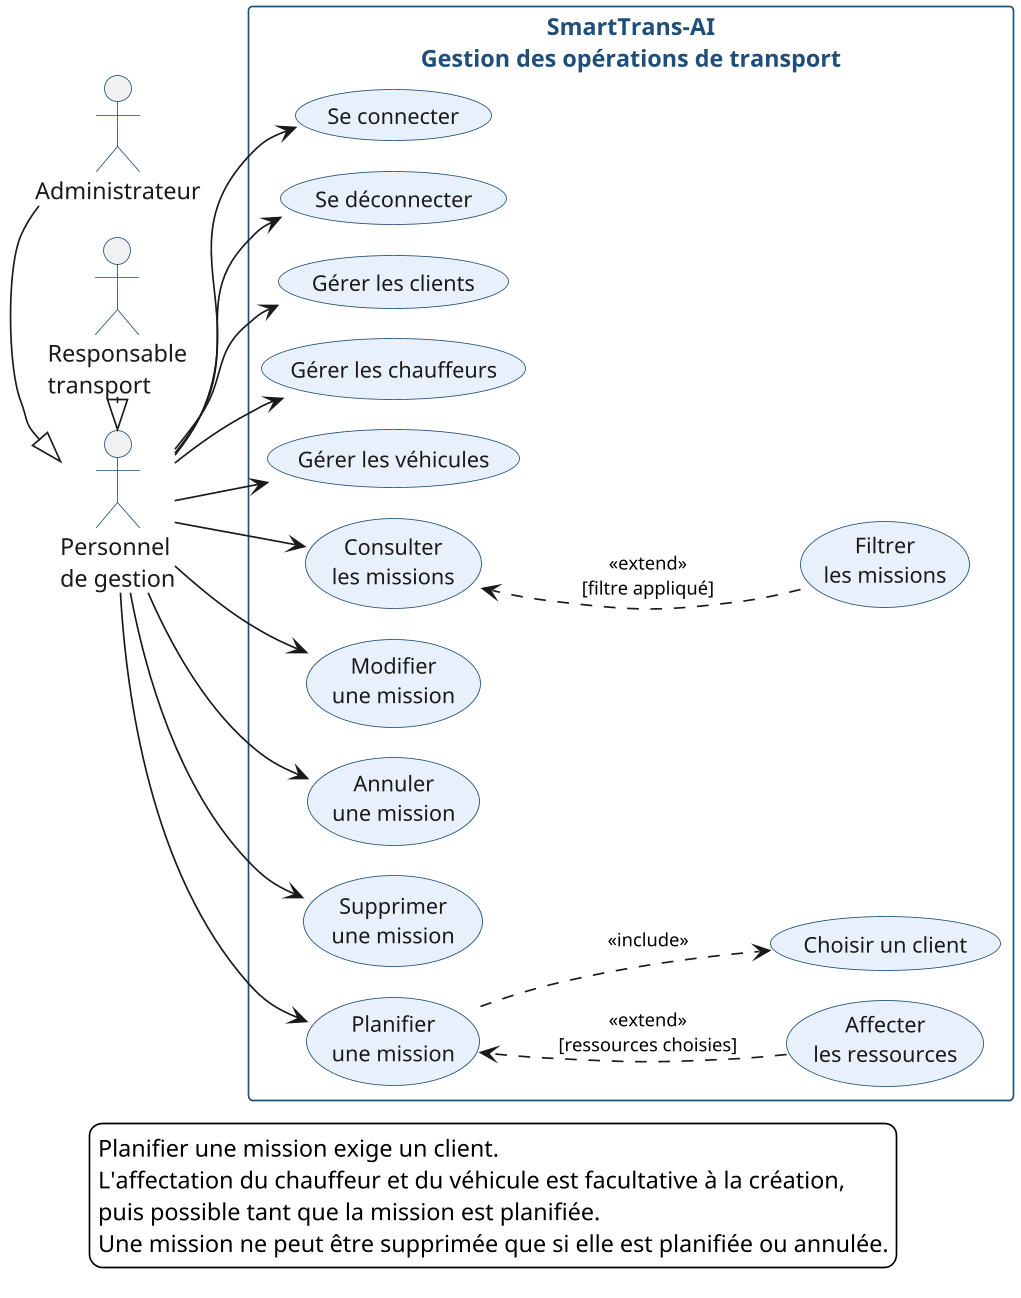 SmartTrans-AI
Gestion des opérations de transport
Administrateur
Responsable
transport
Personnel
de gestion
Se connecter
Se déconnecter
Gérer les clients
Gérer les chauffeurs
Gérer les véhicules
Consulter
les missions
«extend»
[filtre appliqué]
Filtrer
les missions
Modifier
une mission
Annuler
une mission
Supprimer
une mission
Planifier
une mission
«include»
Choisir un client
«extend»
[ressources choisies]
Affecter
les ressources
Planifier une mission exige un client.
L'affectation du chauffeur et du véhicule est facultative à la création,
puis possible tant que la mission est planifiée.
Une mission ne peut être supprimée que si elle est planifiée ou annulée.